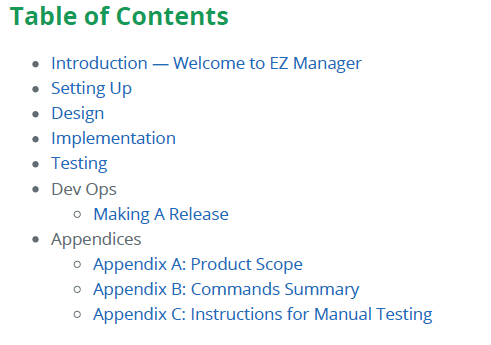 Table of Contents
Introduction — Welcome to EZ Manager
Setting Up
Design
Implementation
Testing
Dev Ops
Making A Release
Appendices
Appendix A: Product Scope
Appendix B: Commands Summary
Appendix C: Instructions for Manual Testing